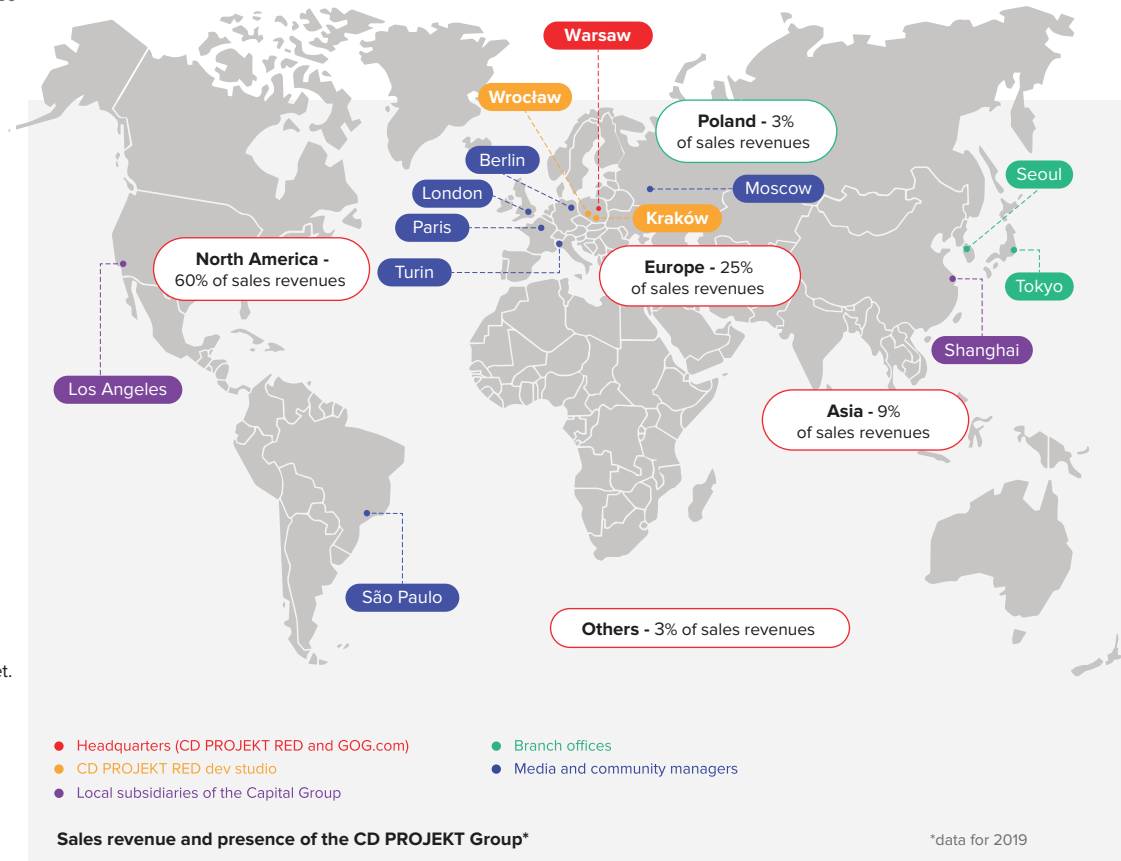 Warsaw
Wrocław
Poland - 3%
of sales revenues
Berlin
Seoul
London
Moscow
Paris
Kraków
North America -
60% of sales revenues
Turin
Europe - 25%
of sales revenues
Tokyo
Shanghai
Los Angeles
Asia - 9%
of sales revenues
São Paulo
Others - 3% of sales revenues
et.
Headquarters (CD PROJEKT RED and GOG.com)
CD PROJEKT RED dev studio
Local subsidiaries of the Capital Group
Branch offices
Media and community managers
Sales revenue and presence of the CD PROJEKT Group*
*data for 2019